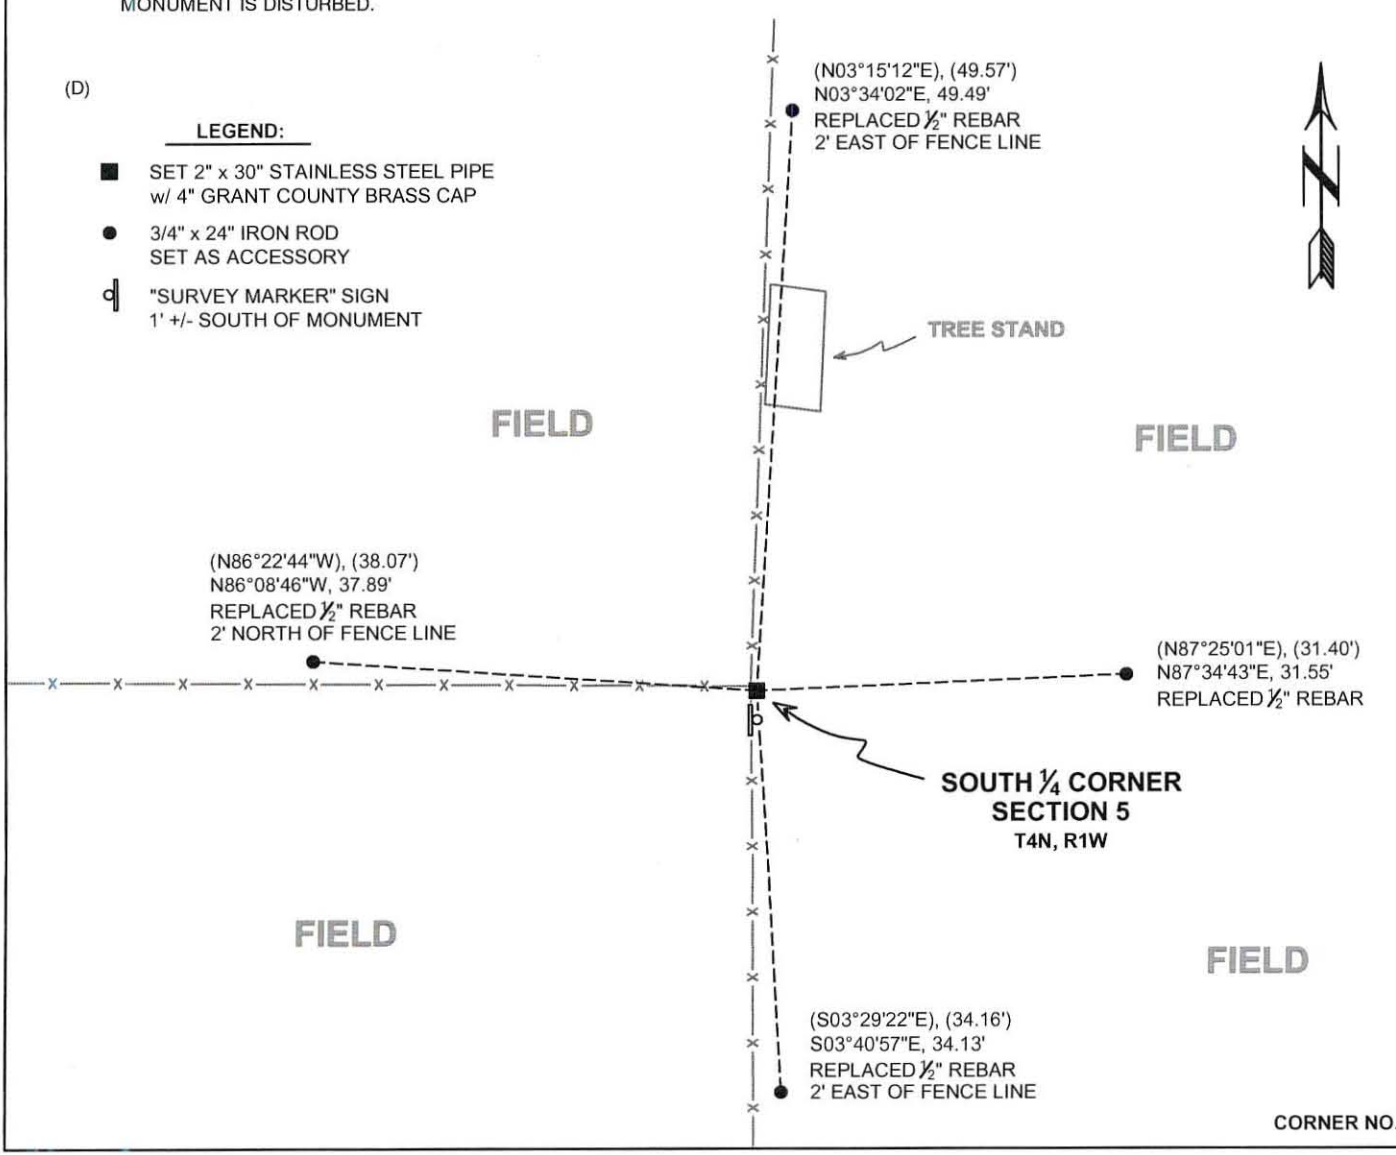 MONUMENT IS DISTURBED.
(D)
LEGEND:
SET 2" x 30" STAINLESS STEEL PIPE
w/ 4" GRANT COUNTY BRASS CAP
3/4" x 24" IRON ROD
SET AS ACCESSORY
"SURVEY MARKER" SIGN
1' +/- SOUTH OF MONUMENT
(N03°15'12"E), (49.57')
N03°34'02"E, 49.49'
REPLACED ½" REBAR
2' EAST OF FENCE LINE
N
TREE STAND
FIELD
FIELD
(N86°22'44"W), (38.07')
N86°08'46"W, 37.89'
REPLACED ½" REBAR
2' NORTH OF FENCE LINE
(N87°25'01"E), (31.40')
N87°34'43"E, 31.55'
REPLACED ½" REBAR
SOUTH ¼ CORNER
SECTION 5
T4N, R1W
FIELD
FIELD
(S03°29'22"E), (34.16')
S03°40'57"E, 34.13'
REPLACED ½" REBAR
2' EAST OF FENCE LINE
CORNER NO.